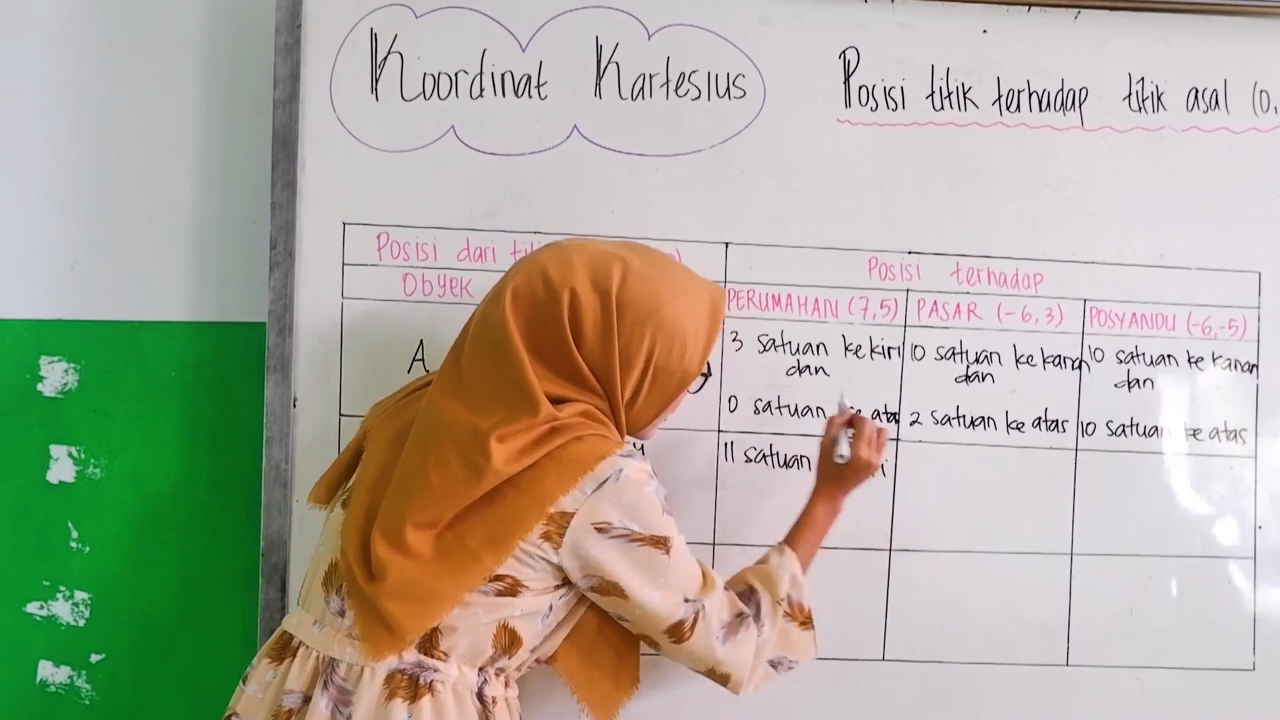 Koordinat Kartesius
Posisi titik terhadap titik asal (0,
Posisi dari
Posisi terhadap
Obyek
PERUMAHAN (7,5)
PASAR (-6,3)
POSYANDU (-6,-5)
A
3 satuan ke kiri
dan
0 satuan ke atas
10 satuan ke kanan
dan
2 satuan ke atas
10 satuan ke kanan
dan
10 satuan ke atas
11 satuan